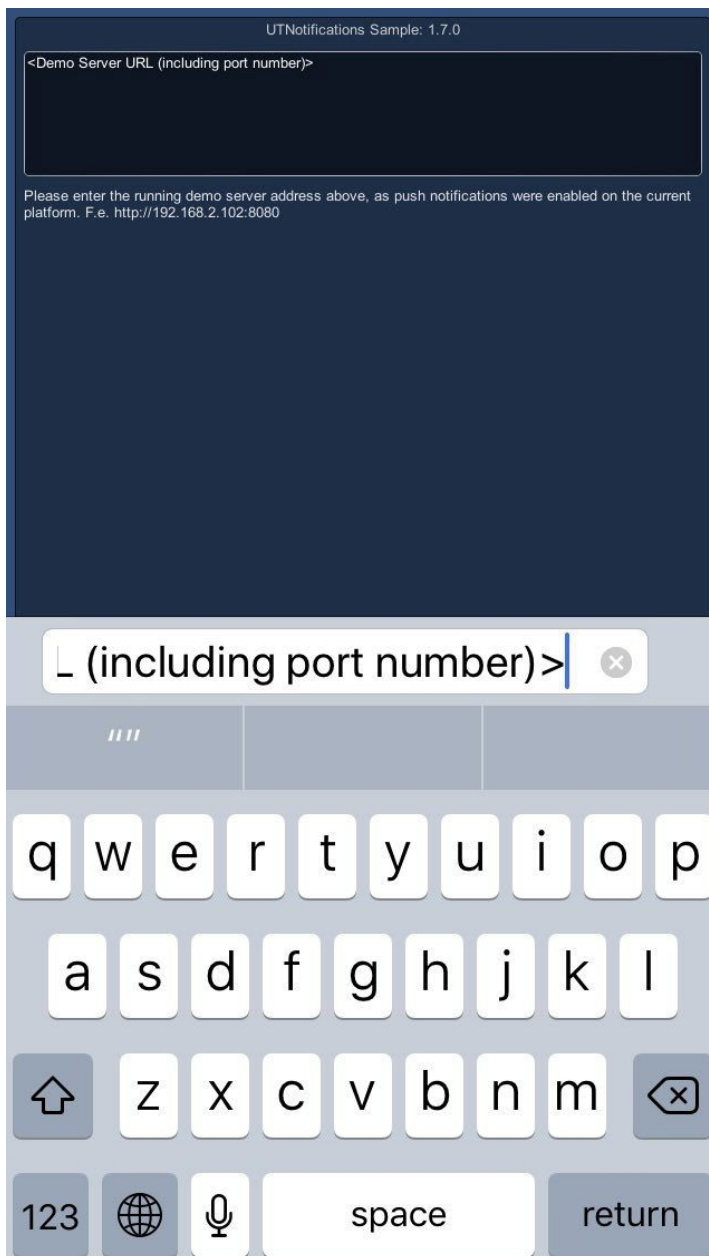 UTNotifications Sample: 1.7.0
<Demo Server URL (including port number)>
Please enter the running demo server address above, as push notifications were enabled on the current
platform. F.e. http://192.168.2.102:8080
(including port number)>
""
q w e r t y u i o p
a s d f g h j k l
z x c v b n m
123 space return